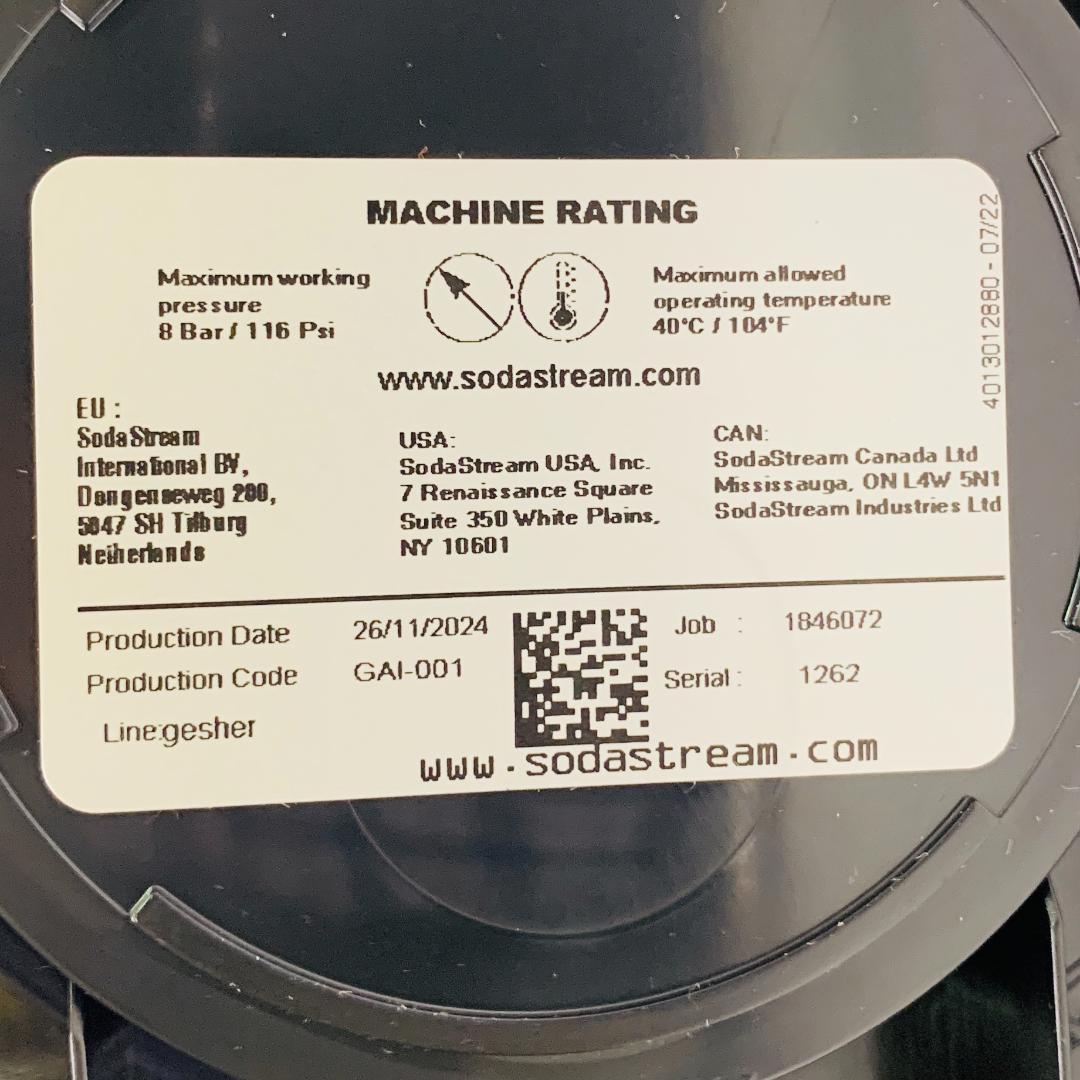 MACHINE RATING
Maximum working
pressure
8 Bar / 116 Psi
Maximum allowed
operating temperature
40°C / 104°F
www.sodastream.com
EU :
SodaStream
International BV,
Dongenseweg 200,
5047 SH Tilburg
Netherlands
USA:
SodaStream USA, Inc.
7 Renaissance Square
Suite 350 White Plains,
NY 10601
CAN:
SodaStream Canada Ltd
Mississauga, ON L4W 5N1
SodaStream Industries Ltd
4013012880 - 07/22
Production Date 26/11/2024
Production Code GAI-001
Line:gesher
Job : 1846072
Serial : 1262
www.sodastream.com